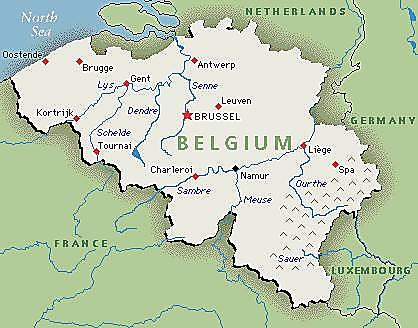 North
Sea
NETHERLANDS
Oostende
Brugge
Antwerp
Lys
Gent
Senne
Leuven
Dendre
Kortrijk
BRUSSEL
Schelde
GERMANY
Tournai
BELGIUM
Liège
Spa
Charleroi
Namur
Sambre
Ourthe
Meuse
FRANCE
Sauer
LUXEMBOURG